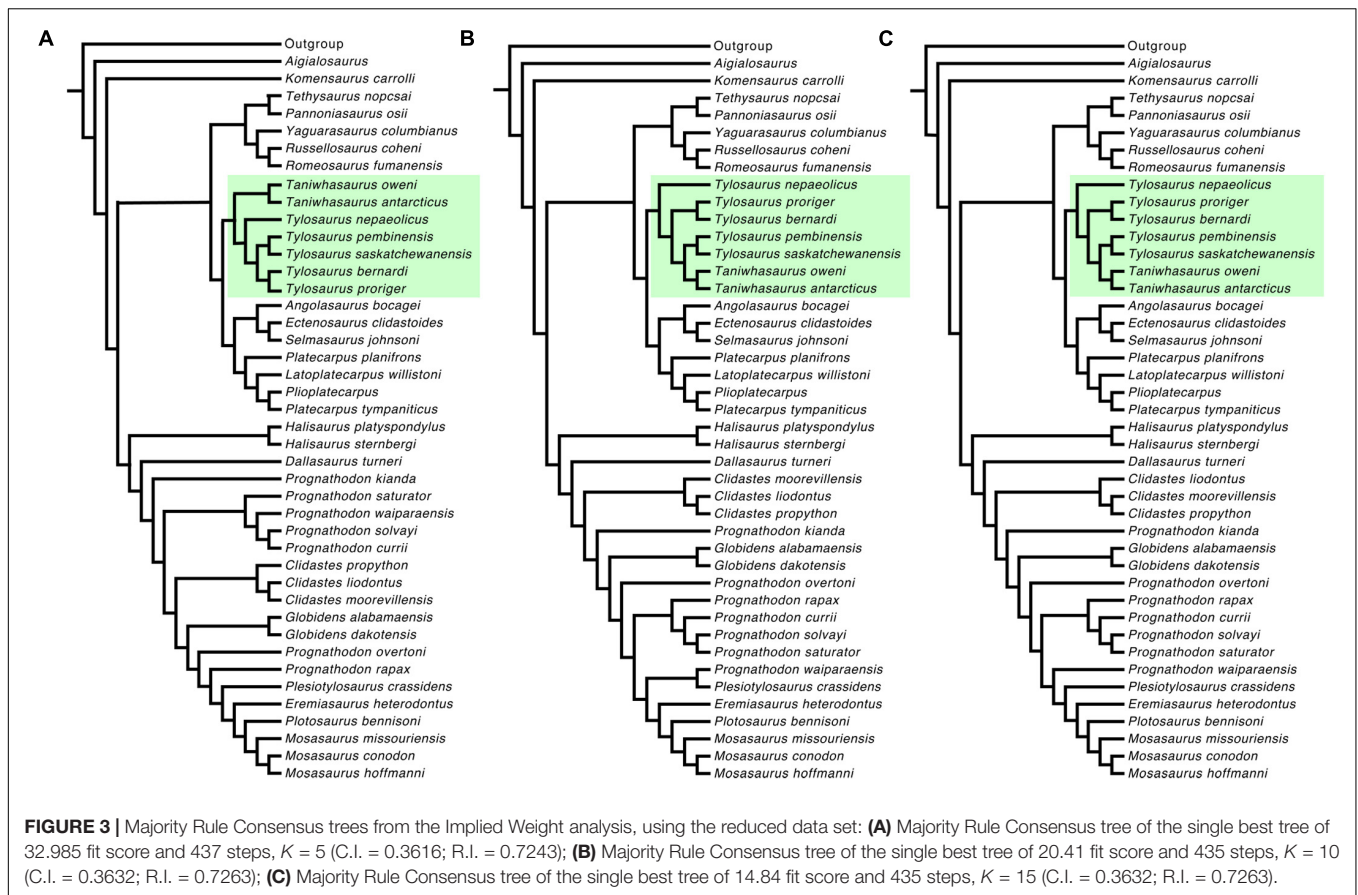 A
Outgroup
Aigialosaurus
Komensaurus carrolli
Tethysaurus nopcsai
Pannoniasaurus osii
Yaguarasaurus columbianus
Russellosaurus coheni
Romeosaurus fumanensis
Taniwhasaurus oweni
Taniwhasaurus antarcticus
Tylosaurus nepaeolicus
Tylosaurus pembinensis
Tylosaurus saskatchewanensis
Tylosaurus bernardi
Tylosaurus proriger
Angolasaurus bocagei
Ectenosaurus clidastoides
Selmasaurus johnsoni
Platecarpus planifrons
Latoplatecarpus willistoni
Plioplatecarpus
Platecarpus tympaniticus
Halisaurus platyspondylus
Halisaurus sternbergi
Dallasaurus turneri
Prognathodon kianda
Prognathodon saturator
Prognathodon waiparaensis
Prognathodon solvayi
Prognathodon currii
Clidastes propython
Clidastes liodontus
Clidastes moorevillensis
Globidens alabamaensis
Globidens dakotensis
Prognathodon overtoni
Prognathodon rapax
Plesiotylosaurus crassidens
Eremiasaurus heterodontus
Plotosaurus bennisoni
Mosasaurus missouriensis
Mosasaurus conodon
Mosasaurus hoffmanni
B
Outgroup
Aigialosaurus
Komensaurus carrolli
Tethysaurus nopcsai
Pannoniasaurus osii
Yaguarasaurus columbianus
Russellosaurus coheni
Romeosaurus fumanensis
Tylosaurus nepaeolicus
Tylosaurus proriger
Tylosaurus bernardi
Tylosaurus pembinensis
Tylosaurus saskatchewanensis
Taniwhasaurus oweni
Taniwhasaurus antarcticus
Angolasaurus bocagei
Ectenosaurus clidastoides
Selmasaurus johnsoni
Platecarpus planifrons
Latoplatecarpus willistoni
Plioplatecarpus
Platecarpus tympaniticus
Halisaurus platyspondylus
Halisaurus sternbergi
Dallasaurus turneri
Clidastes moorevillensis
Clidastes liodontus
Clidastes propython
Prognathodon kianda
Globidens alabamaensis
Globidens dakotensis
Prognathodon overtoni
Prognathodon rapax
Prognathodon currii
Prognathodon solvayi
Prognathodon saturator
Prognathodon waiparaensis
Plesiotylosaurus crassidens
Eremiasaurus heterodontus
Plotosaurus bennisoni
Mosasaurus missouriensis
Mosasaurus conodon
Mosasaurus hoffmanni
C
Outgroup
Aigialosaurus
Komensaurus carrolli
Tethysaurus nopcsai
Pannoniasaurus osii
Yaguarasaurus columbianus
Russellosaurus coheni
Romeosaurus fumanensis
Tylosaurus nepaeolicus
Tylosaurus proriger
Tylosaurus bernardi
Tylosaurus pembinensis
Tylosaurus saskatchewanensis
Taniwhasaurus oweni
Taniwhasaurus antarcticus
Angolasaurus bocagei
Ectenosaurus clidastoides
Selmasaurus johnsoni
Platecarpus planifrons
Latoplatecarpus willistoni
Plioplatecarpus
Platecarpus tympaniticus
Halisaurus platyspondylus
Halisaurus sternbergi
Dallasaurus turneri
Clidastes liodontus
Clidastes moorevillensis
Clidastes propython
Prognathodon kianda
Globidens alabamaensis
Globidens dakotensis
Prognathodon overtoni
Prognathodon rapax
Prognathodon currii
Prognathodon solvayi
Prognathodon saturator
Prognathodon waiparaensis
Plesiotylosaurus crassidens
Eremiasaurus heterodontus
Plotosaurus bennisoni
Mosasaurus missouriensis
Mosasaurus conodon
Mosasaurus hoffmanni
FIGURE 3 | Majority Rule Consensus trees from the Implied Weight analysis, using the reduced data set: (A) Majority Rule Consensus tree of the single best tree of
32.985 fit score and 437 steps, K = 5 (C.I. = 0.3616; R.I. = 0.7243); (B) Majority Rule Consensus tree of the single best tree of 20.41 fit score and 435 steps, K = 10
(C.I. = 0.3632; R.I. = 0.7263); (C) Majority Rule Consensus tree of the single best tree of 14.84 fit score and 435 steps, K = 15 (C.I. = 0.3632; R.I. = 0.7263).